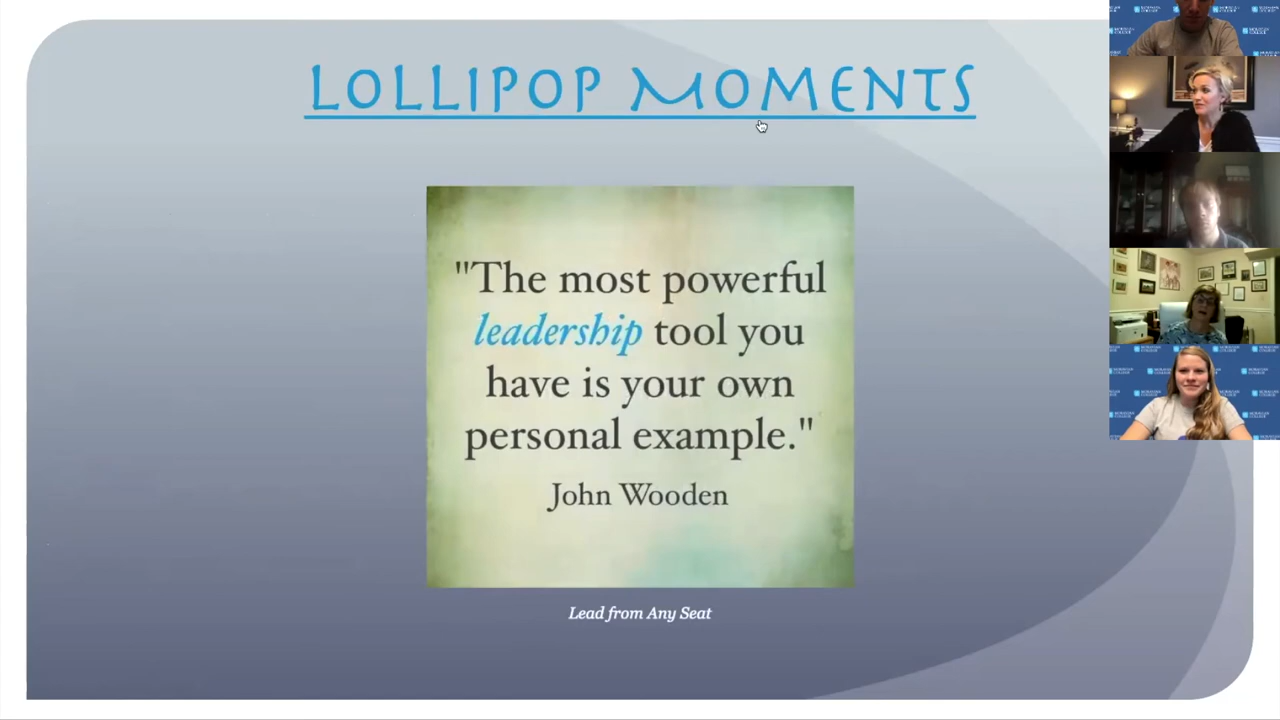 LOLLIPOP MOMENTS
"The most powerful
leadership tool you
have is your own
personal example."
John Wooden
Lead from Any Seat